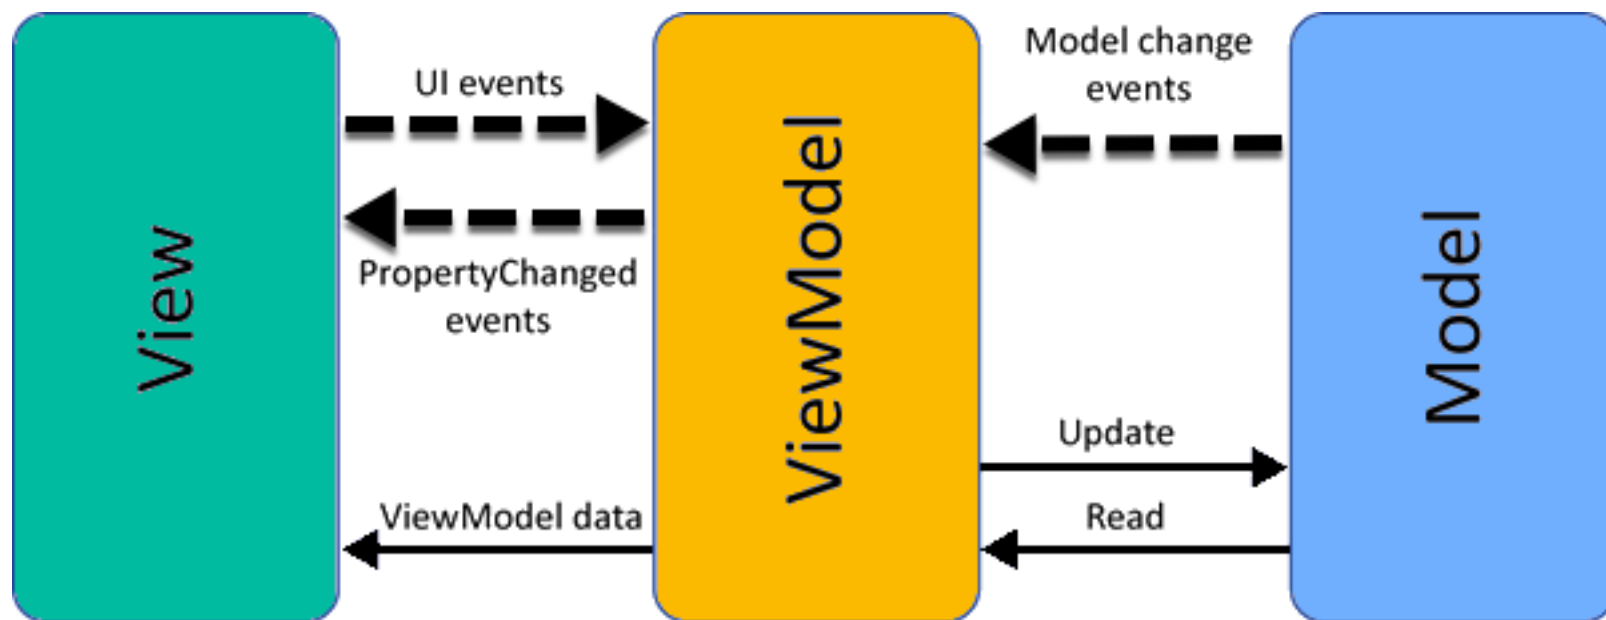 View
UI events
PropertyChanged
events
ViewModel data
ViewModel
Model change
events
Update
Read
Model